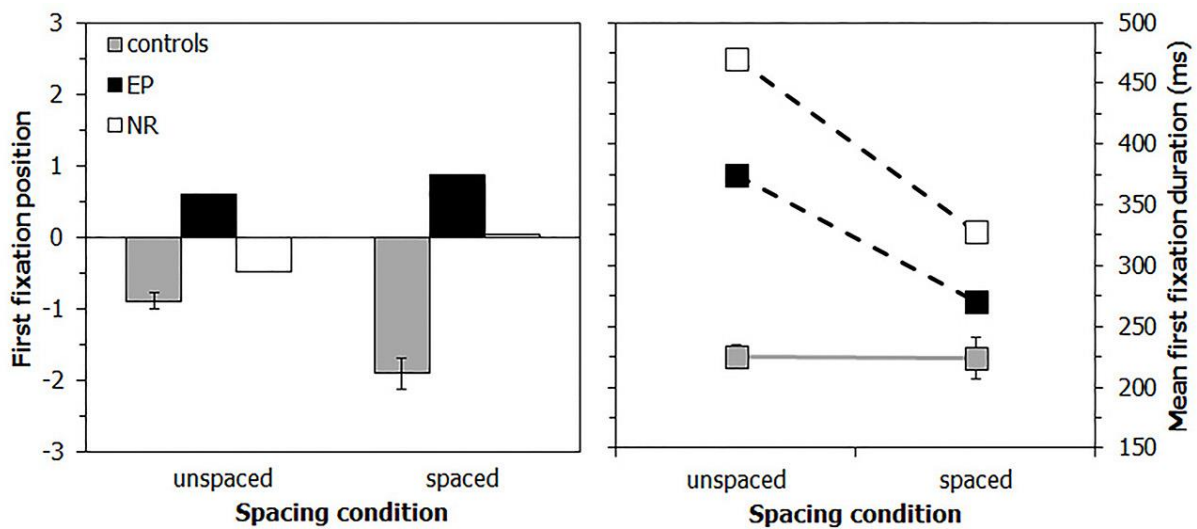 3
2
1
0
-1
-2
-3
First fixation position
controls
EP
NR
unspaced spaced
Spacing condition
500
450
400
350
300
250
200
150
Mean first fixation duration (ms)
unspaced spaced
Spacing condition